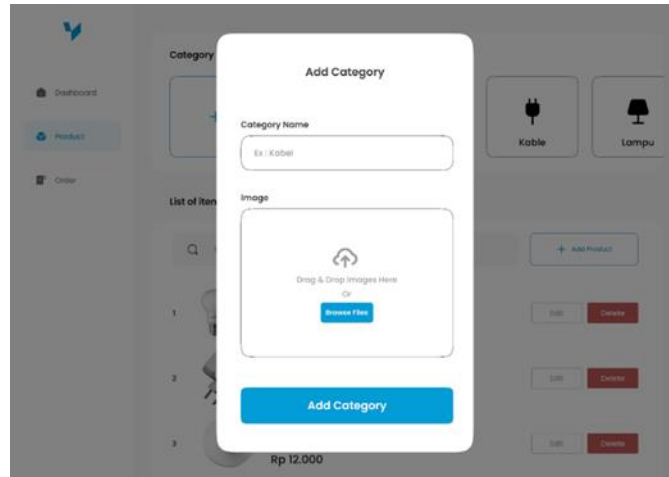 Category
Add Category
Dashboard
Category Name
Product
Ex : Kabel
Kable
Lampu
Order
List of item
Image
Add Product
Drag & Drop Images Here
Or
Browse Files
1
Edit
Delete
2
Edit
Delete
Add Category
3
Edit
Delete
Rp 12.000